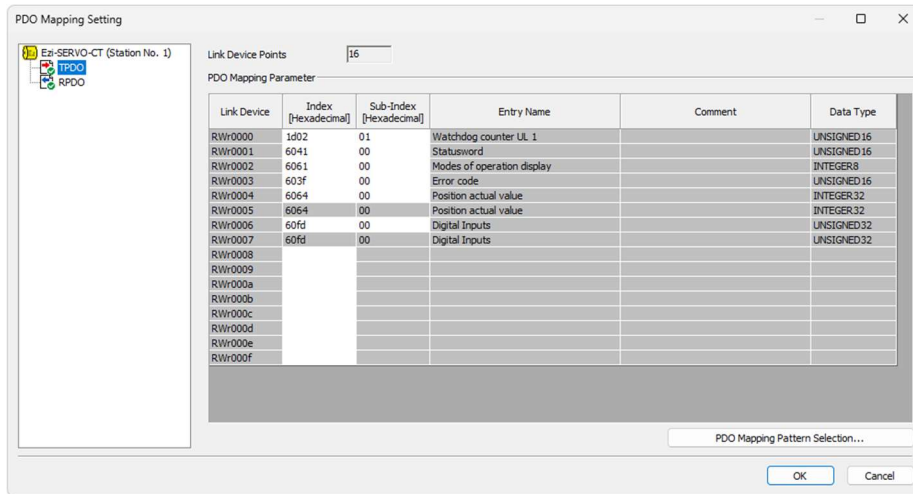 PDO Mapping Setting
Ezi-SERVO-CT (Station No. 1)
TPDO
RPDO
Link Device Points 16
PDO Mapping Parameter
Link Device Index [Hexadecimal] Sub-Index [Hexadecimal] Entry Name Comment Data Type
RWr0000 1d02 01 Watchdog counter UL 1 UNSIGNED16
RWr0001 6041 00 Statusword UNSIGNED16
RWr0002 6061 00 Modes of operation display INTEGER8
RWr0003 603f 00 Error code UNSIGNED16
RWr0004 6064 00 Position actual value INTEGER32
RWr0005 6064 00 Position actual value INTEGER32
RWr0006 60fd 00 Digital Inputs UNSIGNED32
RWr0007 60fd 00 Digital Inputs UNSIGNED32
RWr0008
RWr0009
RWr000a
RWr000b
RWr000c
RWr000d
RWr000e
RWr000f
PDO Mapping Pattern Selection...
OK Cancel